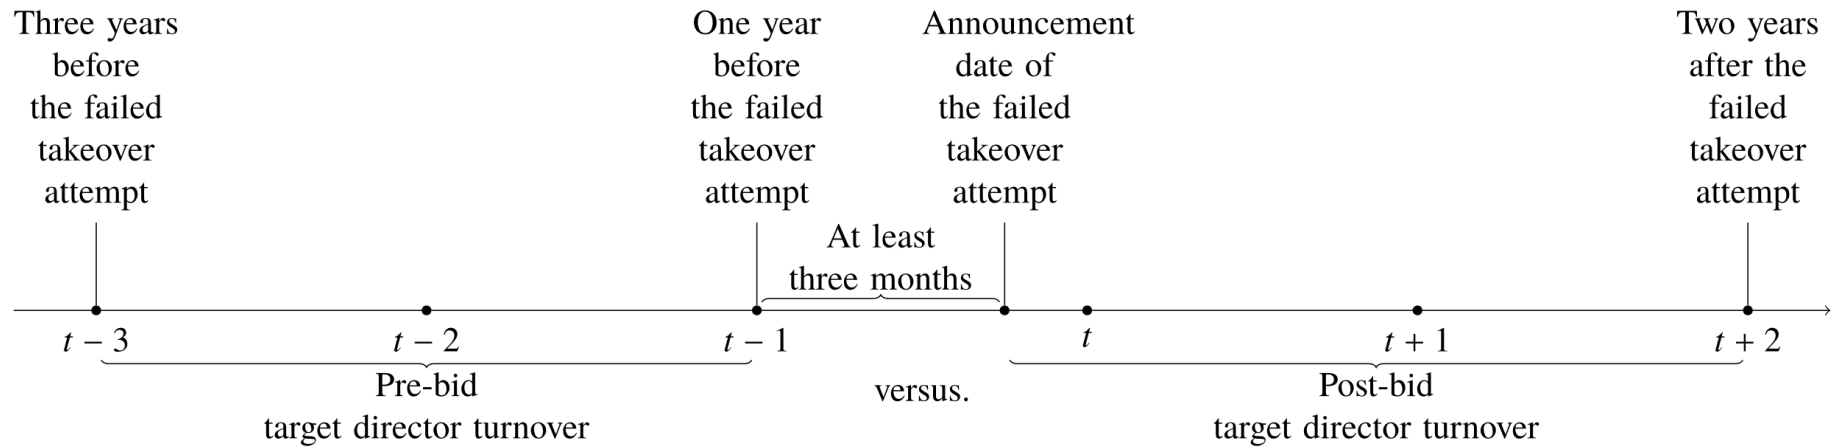 Three years
before
the failed
takeover
attempt
One year
before
the failed
takeover
attempt
Announcement
date of
the failed
takeover
attempt
Two years
after the
failed
takeover
attempt
At least
three months
t − 3
t − 2
t − 1
t
t + 1
t + 2
Pre-bid
target director turnover
versus.
Post-bid
target director turnover